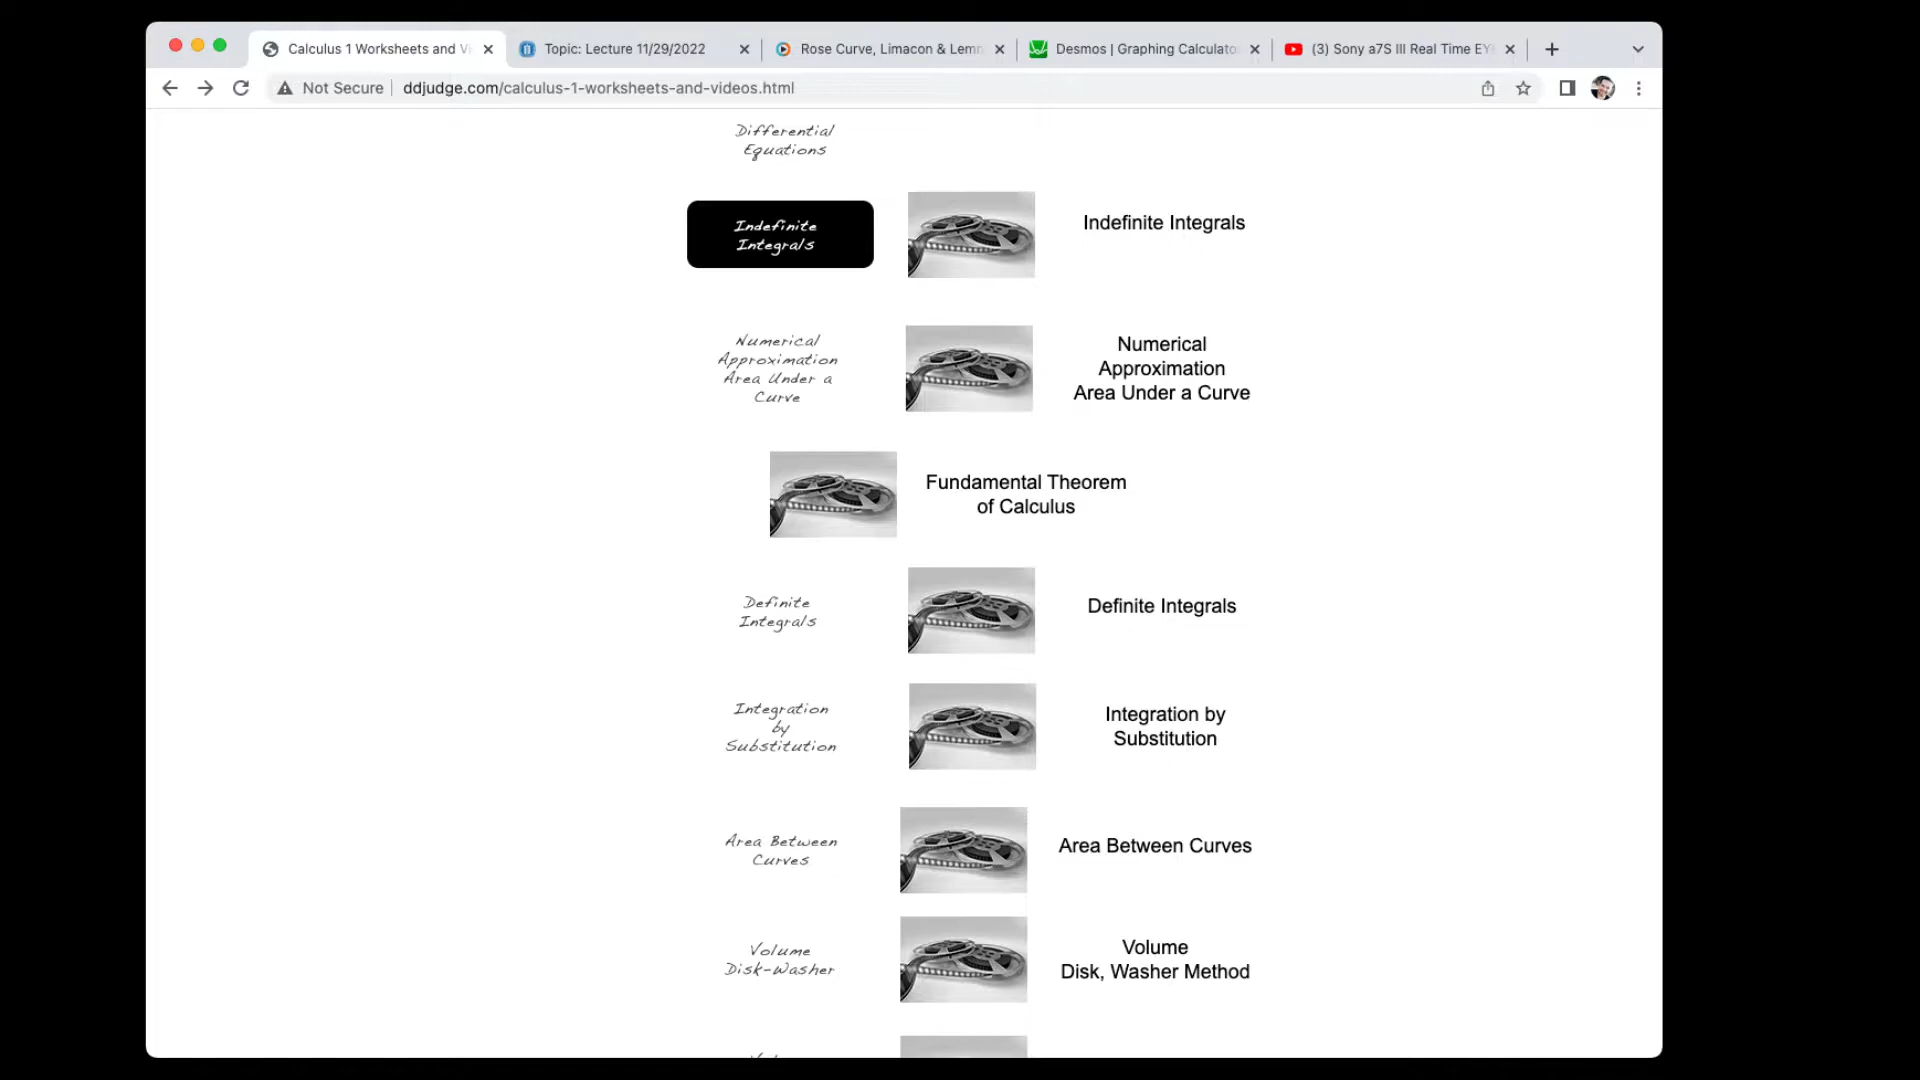 Calculus 1 Worksheets and Vi
Topic: Lecture 11/29/2022
Rose Curve, Limacon & Lemn
Desmos | Graphing Calculato
(3) Sony a7S III Real Time EY
Not Secure
ddjudge.com/calculus-1-worksheets-and-videos.html
Differential
Equations
Indefinite
Integrals
Indefinite Integrals
Numerical
Approximation
Area Under a
Curve
Numerical
Approximation
Area Under a Curve
Fundamental Theorem
of Calculus
Definite
Integrals
Definite Integrals
Integration
by
Substitution
Integration by
Substitution
Area Between
Curves
Area Between Curves
Volume
Disk-Washer
Volume
Disk, Washer Method